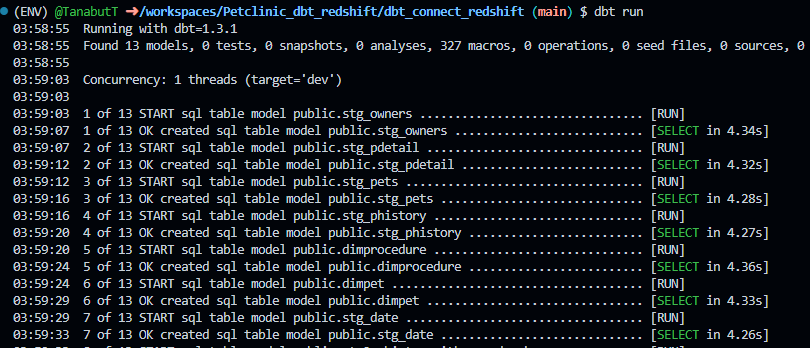 (ENV) @TanabutT ➜/workspaces/Petclinic_dbt_redshift/dbt_connect_redshift (main) $ dbt run
03:58:55  Running with dbt=1.3.1
03:58:55  Found 13 models, 0 tests, 0 snapshots, 0 analyses, 327 macros, 0 operations, 0 seed files, 0 sources, 0
03:58:55
03:59:03  Concurrency: 1 threads (target='dev')
03:59:03
03:59:03  1 of 13 START sql table model public.stg_owners ................................. [RUN]
03:59:07  1 of 13 OK created sql table model public.stg_owners ............................ [SELECT in 4.34s]
03:59:07  2 of 13 START sql table model public.stg_pdetail ................................ [RUN]
03:59:12  2 of 13 OK created sql table model public.stg_pdetail ........................... [SELECT in 4.32s]
03:59:12  3 of 13 START sql table model public.stg_pets ................................... [RUN]
03:59:16  3 of 13 OK created sql table model public.stg_pets .............................. [SELECT in 4.28s]
03:59:16  4 of 13 START sql table model public.stg_phistory ............................... [RUN]
03:59:20  4 of 13 OK created sql table model public.stg_phistory .......................... [SELECT in 4.27s]
03:59:20  5 of 13 START sql table model public.dimprocedure ............................... [RUN]
03:59:24  5 of 13 OK created sql table model public.dimprocedure .......................... [SELECT in 4.36s]
03:59:24  6 of 13 START sql table model public.dimpet ..................................... [RUN]
03:59:29  6 of 13 OK created sql table model public.dimpet ................................ [SELECT in 4.33s]
03:59:29  7 of 13 START sql table model public.stg_date ................................... [RUN]
03:59:33  7 of 13 OK created sql table model public.stg_date .............................. [SELECT in 4.26s]